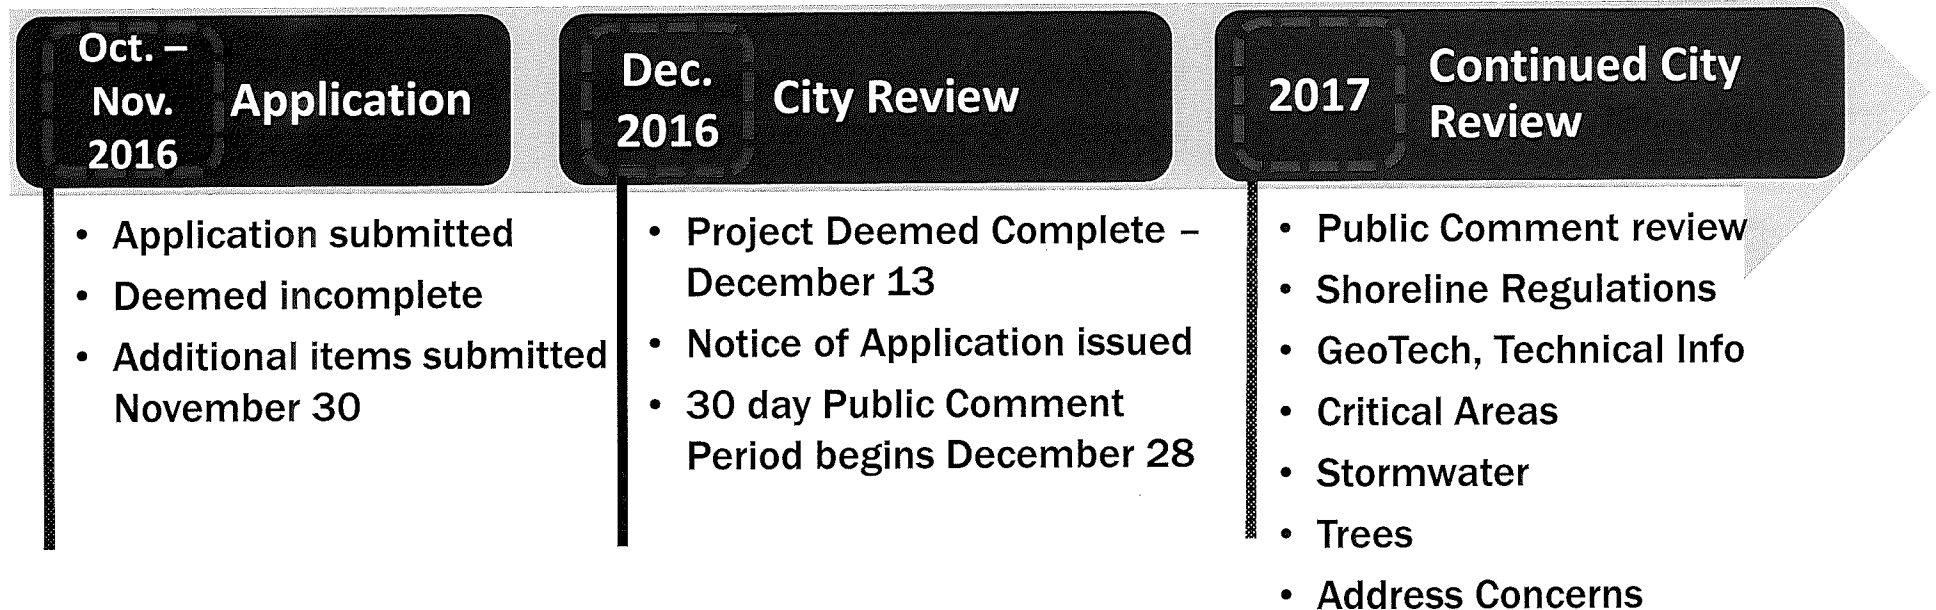 Oct. –
Nov.
2016
Application
• Application submitted
• Deemed incomplete
• Additional items submitted
November 30
Dec.
2016
City Review
• Project Deemed Complete –
December 13
• Notice of Application issued
• 30 day Public Comment
Period begins December 28
2017
Continued City
Review
• Public Comment review
• Shoreline Regulations
• GeoTech, Technical Info
• Critical Areas
• Stormwater
• Trees
• Address Concerns